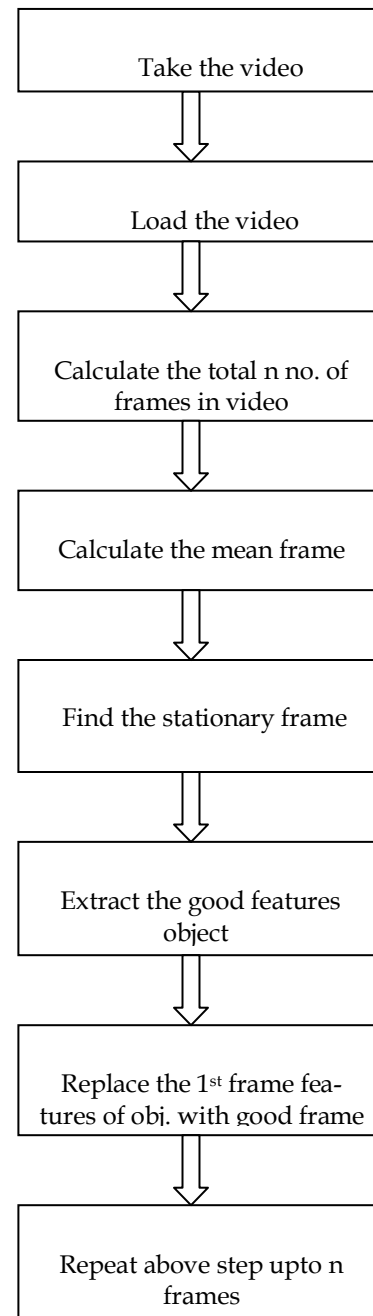 Take the video
Load the video
Calculate the total n no. of
frames in video
Calculate the mean frame
Find the stationary frame
Extract the good features
object
Replace the 1st frame fea-
tures of obj. with good frame
Repeat above step upto n
frames